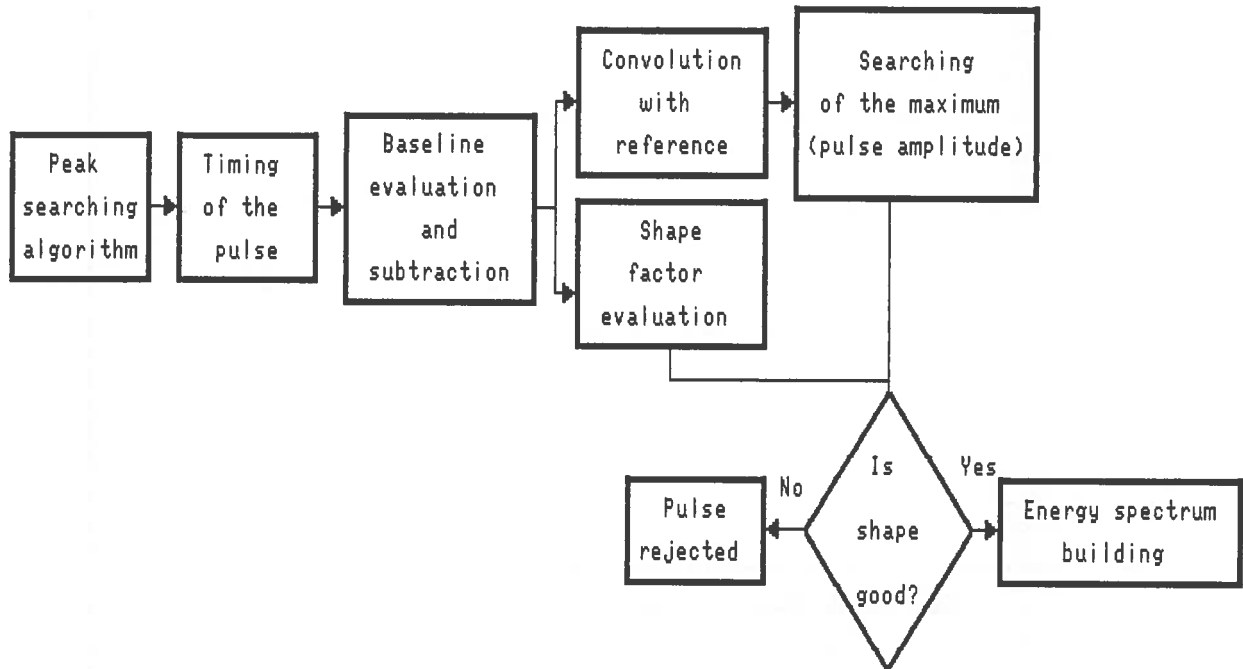 Peak
searching
algorithm
Timing
of the
pulse
Baseline
evaluation
and
subtraction
Convolution
with
reference
Searching
of the maximum
(pulse amplitude)
Shape
factor
evaluation
Is
shape
good?
No
Yes
Pulse
rejected
Energy spectrum
building